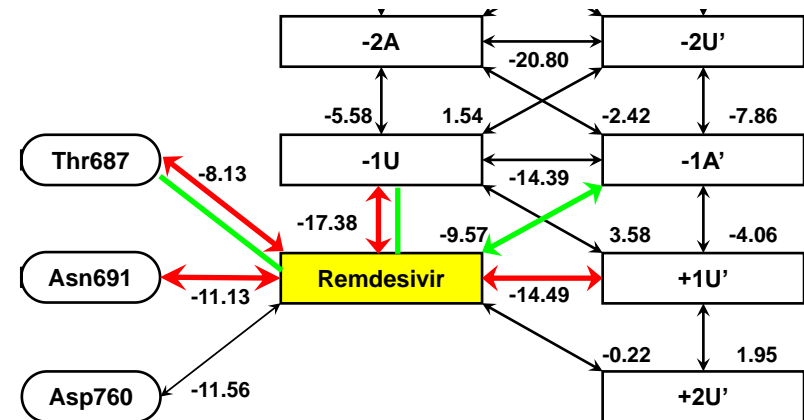 -2A -2U’
-20.80
-5.58 1.54 -2.42 -7.86
Thr687 -1U -1A’
-8.13 -14.39
-17.38 -9.57 3.58 -4.06
Asn691 Remdesivir +1U’
-11.13 -14.49
-0.22 1.95
Asp760 -11.56 +2U’